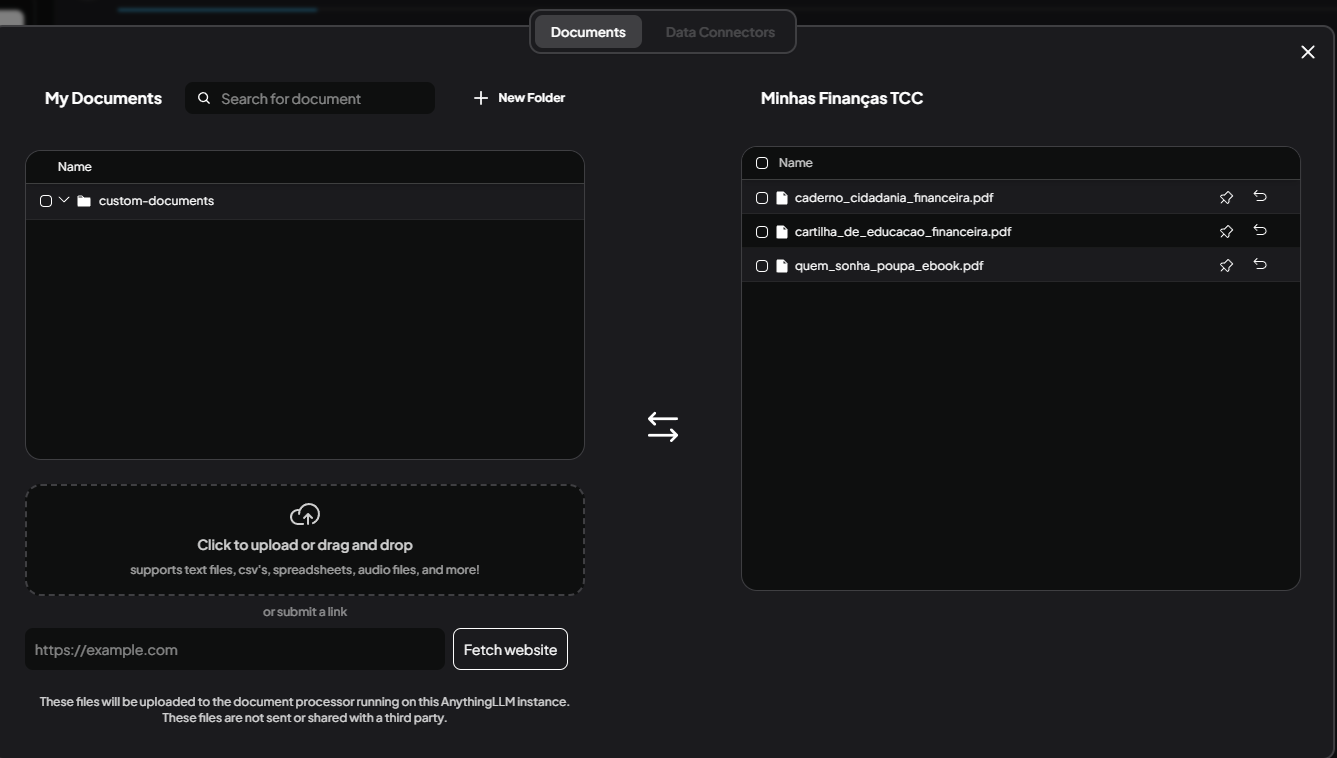 Documents
Data Connectors
My Documents
Search for document
New Folder
Name
custom-documents
Click to upload or drag and drop
supports text files, csv's, spreadsheets, audio files, and more!
or submit a link
https://example.com
Fetch website
These files will be uploaded to the document processor running on this AnythingLLM instance.
These files are not sent or shared with a third party.
Minhas Finanças TCC
Name
caderno_cidadania_financeira.pdf
cartilha_de_educacao_financeira.pdf
quem_sonha_poupa_ebook.pdf